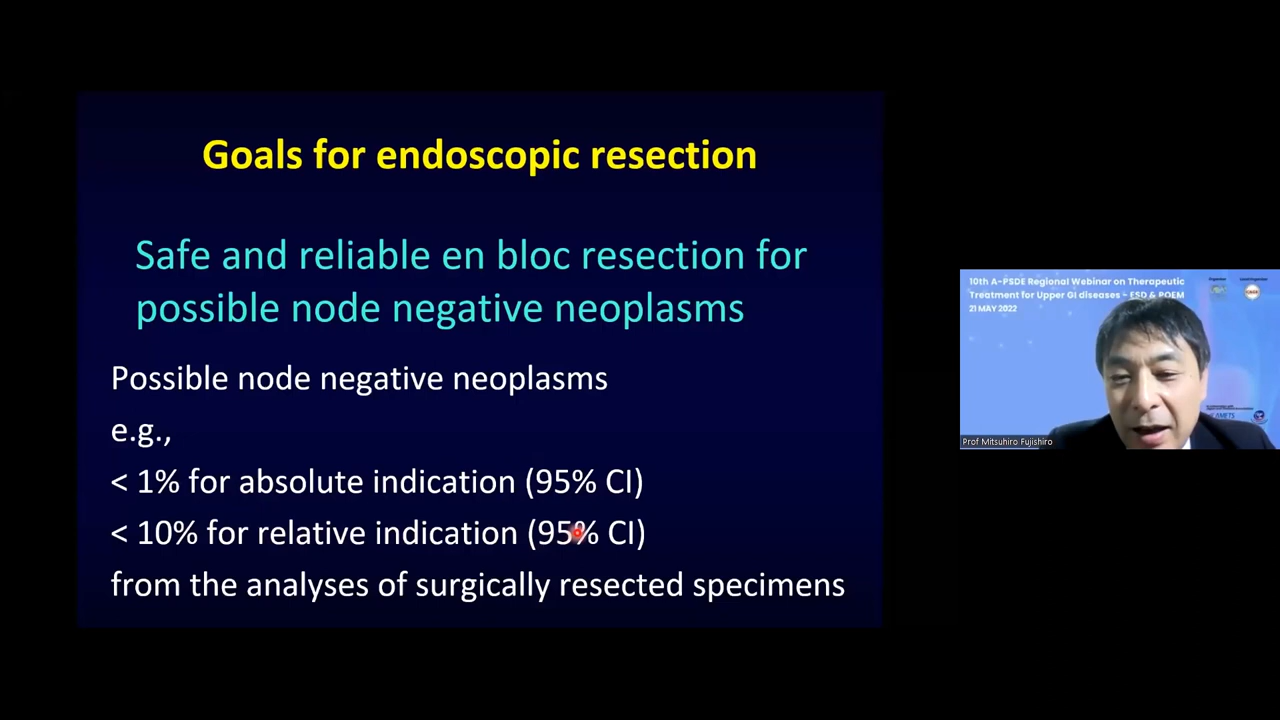 Goals for endoscopic resection
Safe and reliable en bloc resection for
possible node negative neoplasms
Possible node negative neoplasms
e.g.,
< 1% for absolute indication (95% CI)
< 10% for relative indication (95% CI)
from the analyses of surgically resected specimens
10th A-PSDE Regional Webinar on Therapeutic
Treatment for Upper GI diseases - ESD & POEM
21 MAY 2022
Prof Mitsuhiro Fujishiro